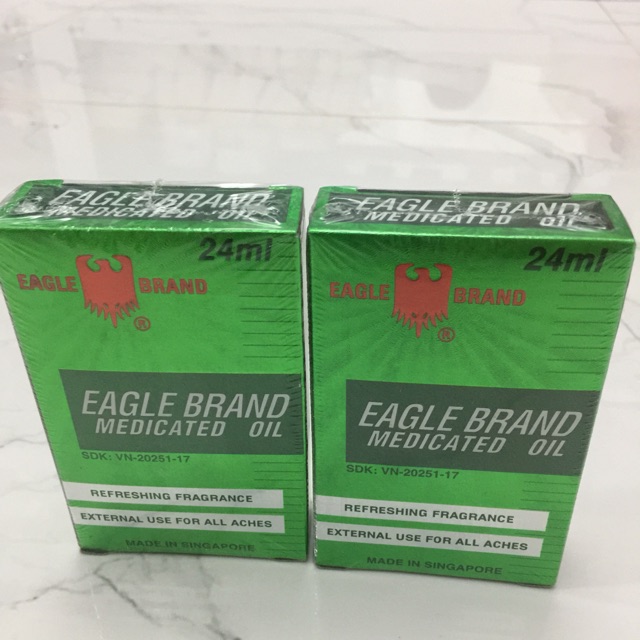 EAGLE BRAND
MEDICATED OIL
24ml
EAGLE BRAND
®
EAGLE BRAND
MEDICATED OIL
SDK: VN-20251-17
REFRESHING FRAGRANCE
EXTERNAL USE FOR ALL ACHES
MADE IN SINGAPORE
EAGLE BRAND
MEDICATED OIL
24ml
EAGLE BRAND
®
EAGLE BRAND
MEDICATED OIL
SDK: VN-20251-17
REFRESHING FRAGRANCE
EXTERNAL USE FOR ALL ACHES
MADE IN SINGAPORE